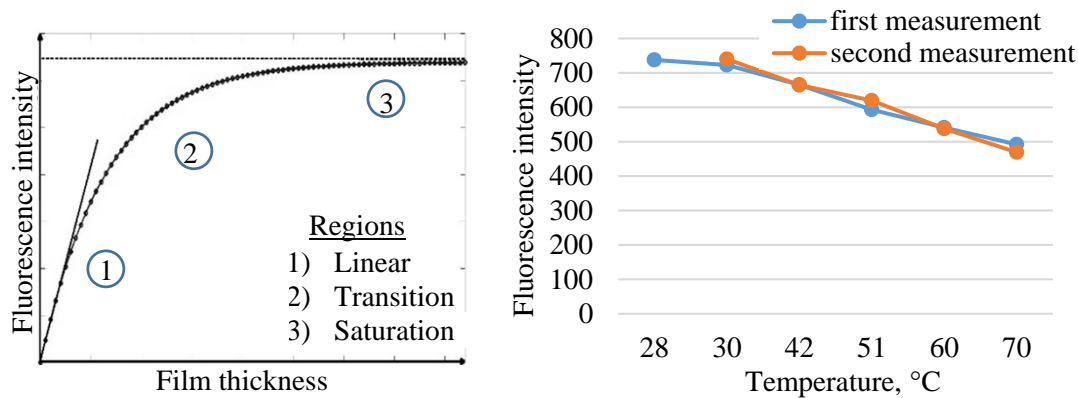 Fluorescence intensity
1
2
3
Regions
1) Linear
2) Transition
3) Saturation
Film thickness
first measurement
second measurement
Fluorescence intensity
800
700
600
500
400
300
200
100
0
28 30 42 51 60 70
Temperature, °C